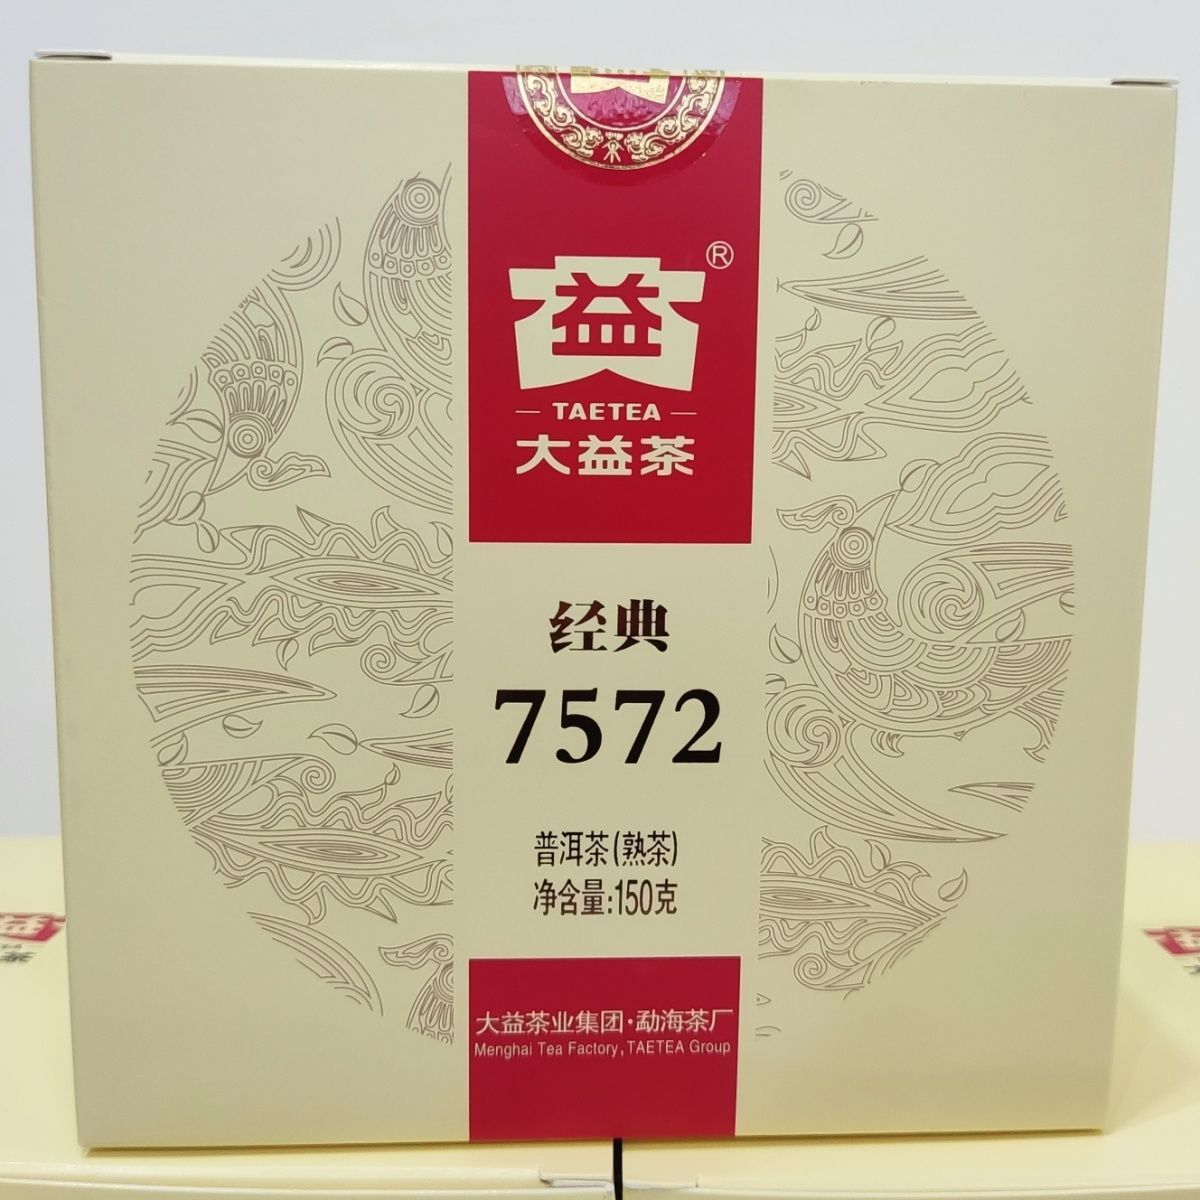 茶
益
®
TAETEA
大益茶
经典
7572
普洱茶(熟茶)
净含量:150克
大益茶业集团·勐海茶厂
Menghai Tea Factory, TAETEA Group